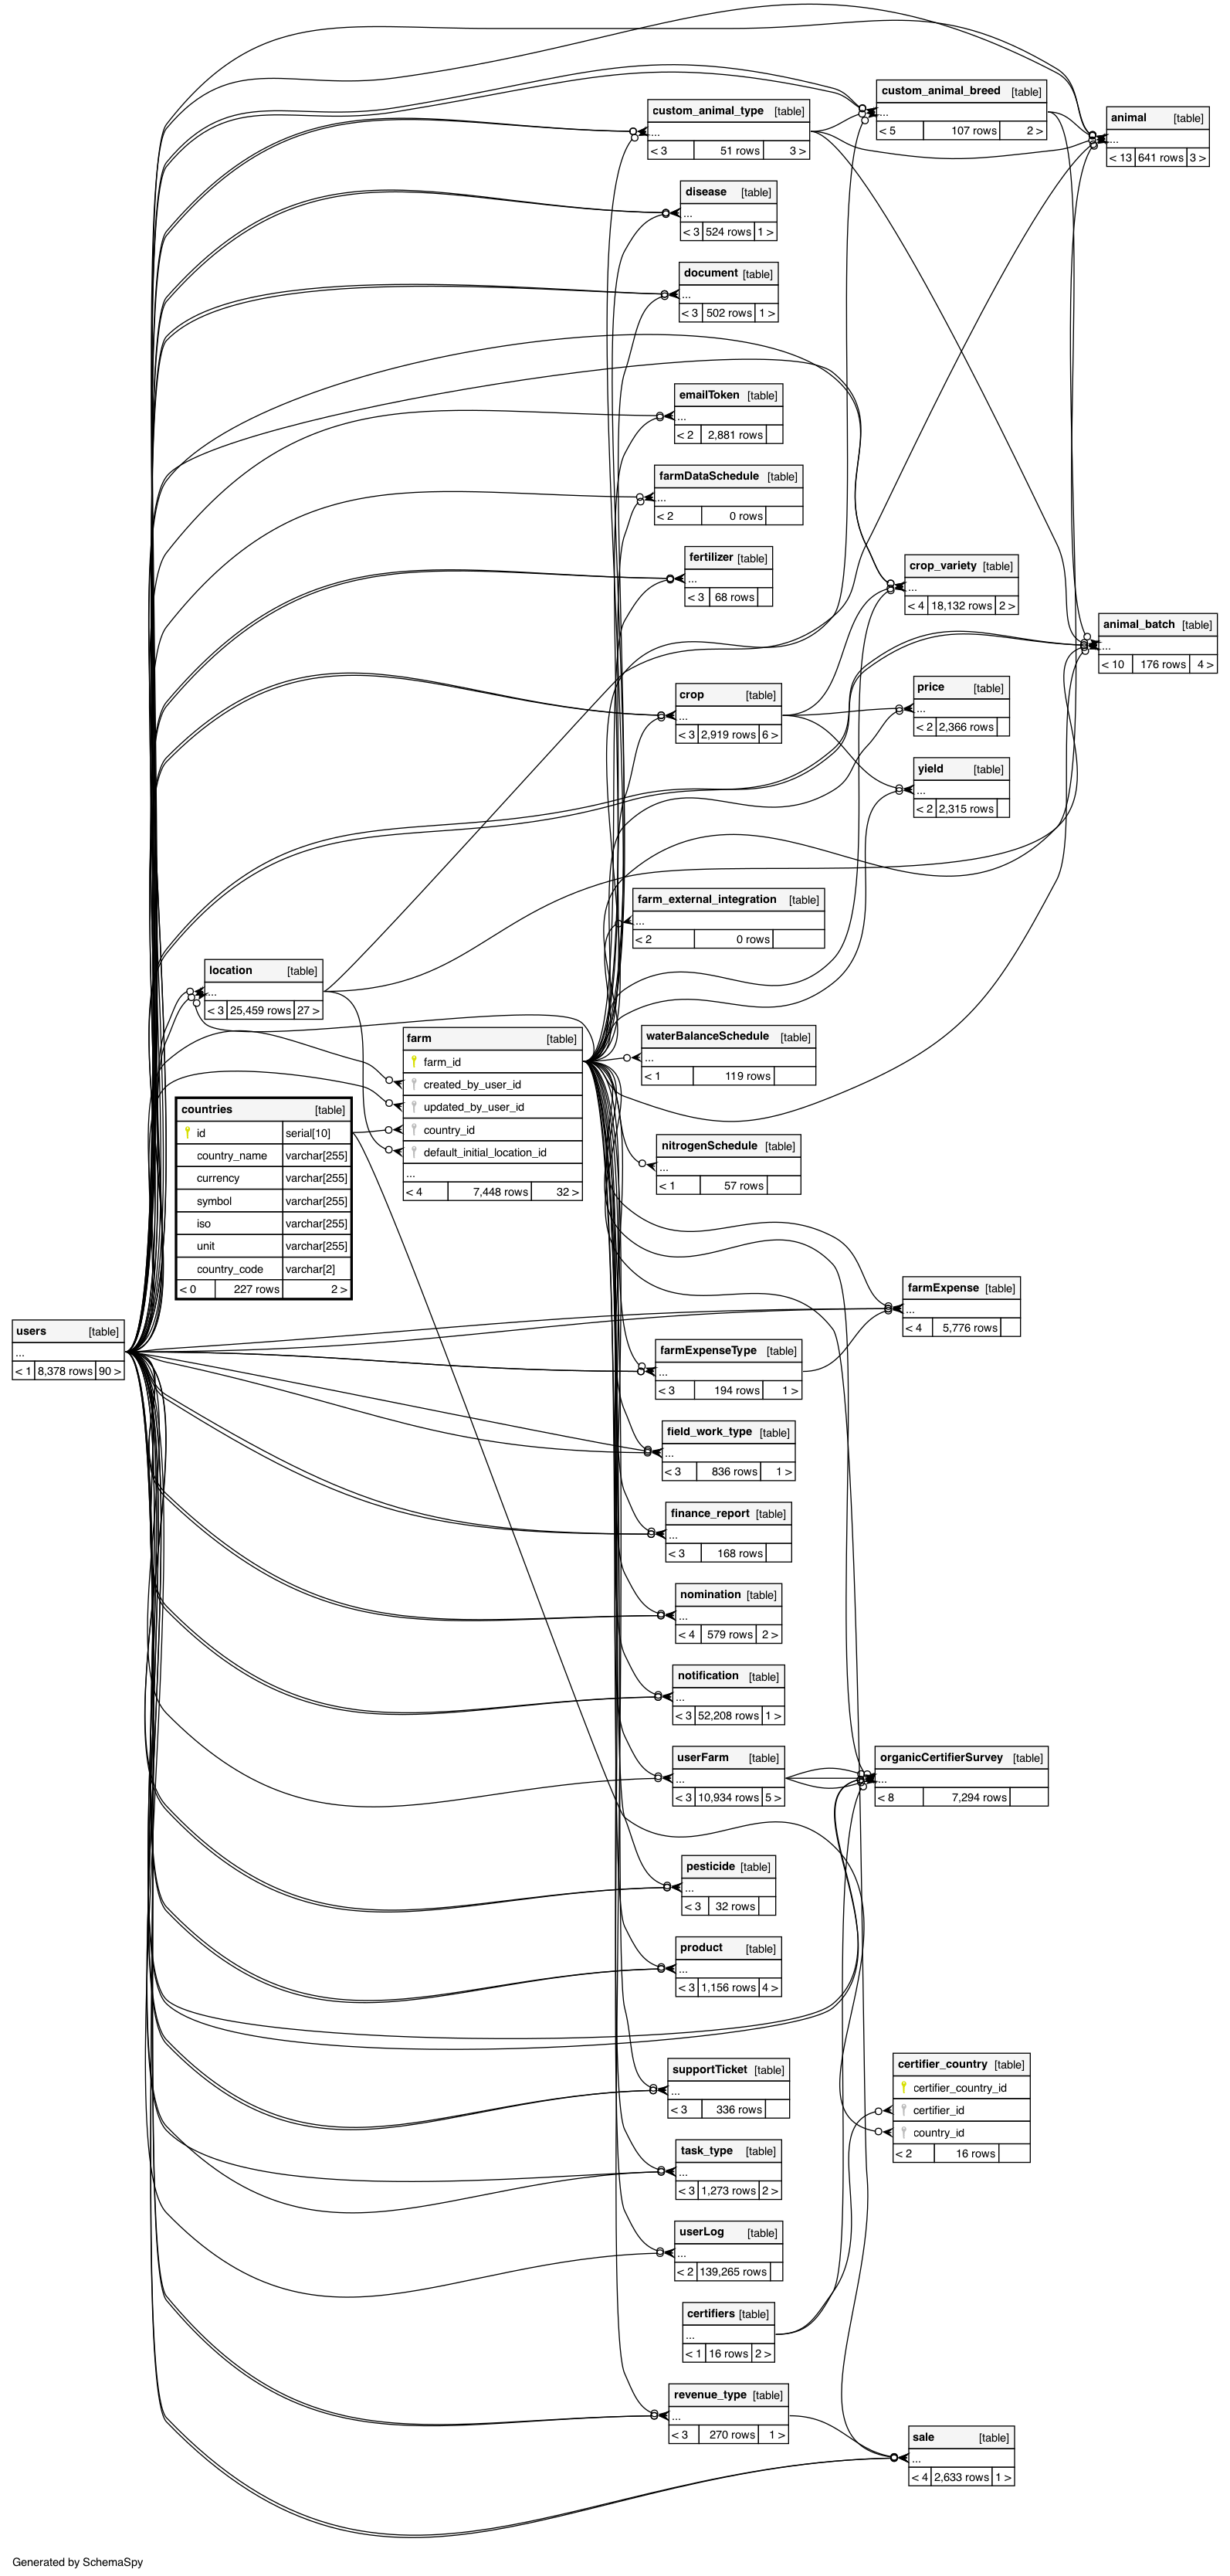 custom_animal_type [table]
...
< 3 51 rows 3 >
custom_animal_breed [table]
...
< 5 107 rows 2 >
animal [table]
...
< 13 641 rows 3 >
disease [table]
...
< 3 524 rows 1 >
document [table]
...
< 3 502 rows 1 >
emailToken [table]
...
< 2 2,881 rows
farmDataSchedule [table]
...
< 2 0 rows
fertilizer [table]
...
< 3 68 rows
crop_variety [table]
...
< 4 18,132 rows 2 >
animal_batch [table]
...
< 10 176 rows 4 >
crop [table]
...
< 3 2,919 rows 6 >
price [table]
...
< 2 2,366 rows
yield [table]
...
< 2 2,315 rows
farm_external_integration [table]
...
< 2 0 rows
location [table]
...
< 3 25,459 rows 27 >
farm [table]
farm_id
created_by_user_id
updated_by_user_id
country_id
default_initial_location_id
...
< 4 7,448 rows 32 >
waterBalanceSchedule [table]
...
< 1 119 rows
countries [table]
id serial[10]
country_name varchar[255]
currency varchar[255]
symbol varchar[255]
iso varchar[255]
unit varchar[255]
country_code varchar[2]
< 0 227 rows 2 >
nitrogenSchedule [table]
...
< 1 57 rows
users [table]
...
< 1 8,378 rows 90 >
farmExpense [table]
...
< 4 5,776 rows
farmExpenseType [table]
...
< 3 194 rows 1 >
field_work_type [table]
...
< 3 836 rows 1 >
finance_report [table]
...
< 3 168 rows
nomination [table]
...
< 4 579 rows 2 >
notification [table]
...
< 3 52,208 rows 1 >
userFarm [table]
...
< 3 10,934 rows 5 >
organicCertifierSurvey [table]
...
< 8 7,294 rows
pesticide [table]
...
< 3 32 rows
product [table]
...
< 3 1,156 rows 4 >
supportTicket [table]
...
< 3 336 rows
certifier_country [table]
certifier_country_id
certifier_id
country_id
< 2 16 rows
task_type [table]
...
< 3 1,273 rows 2 >
userLog [table]
...
< 2 139,265 rows
certifiers [table]
...
< 1 16 rows 2 >
revenue_type [table]
...
< 3 270 rows 1 >
sale [table]
...
< 4 2,633 rows 1 >
Generated by SchemaSpy